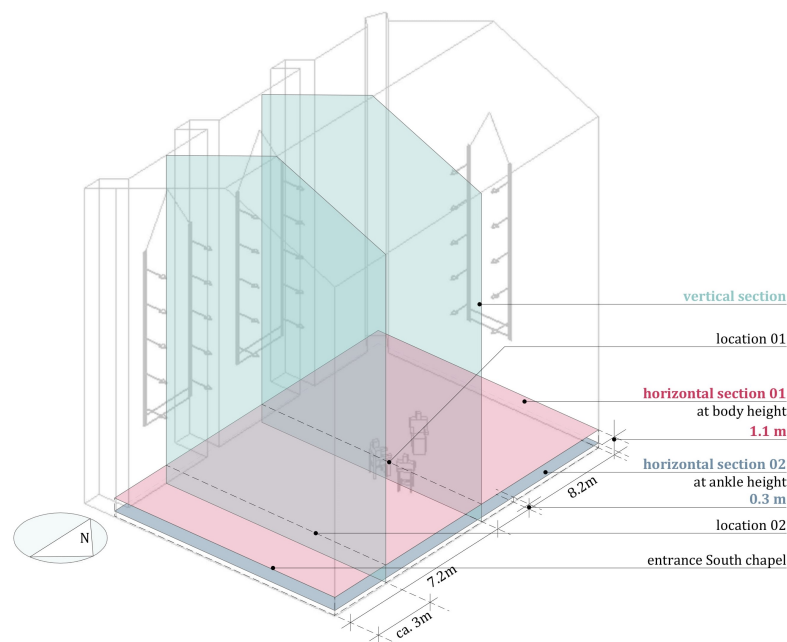 vertical section
location 01
horizontal section 01
at body height
1.1 m
horizontal section 02
at ankle height
8.2m
0.3 m
location 02
N
entrance South chapel
7.2m
ca. 3m